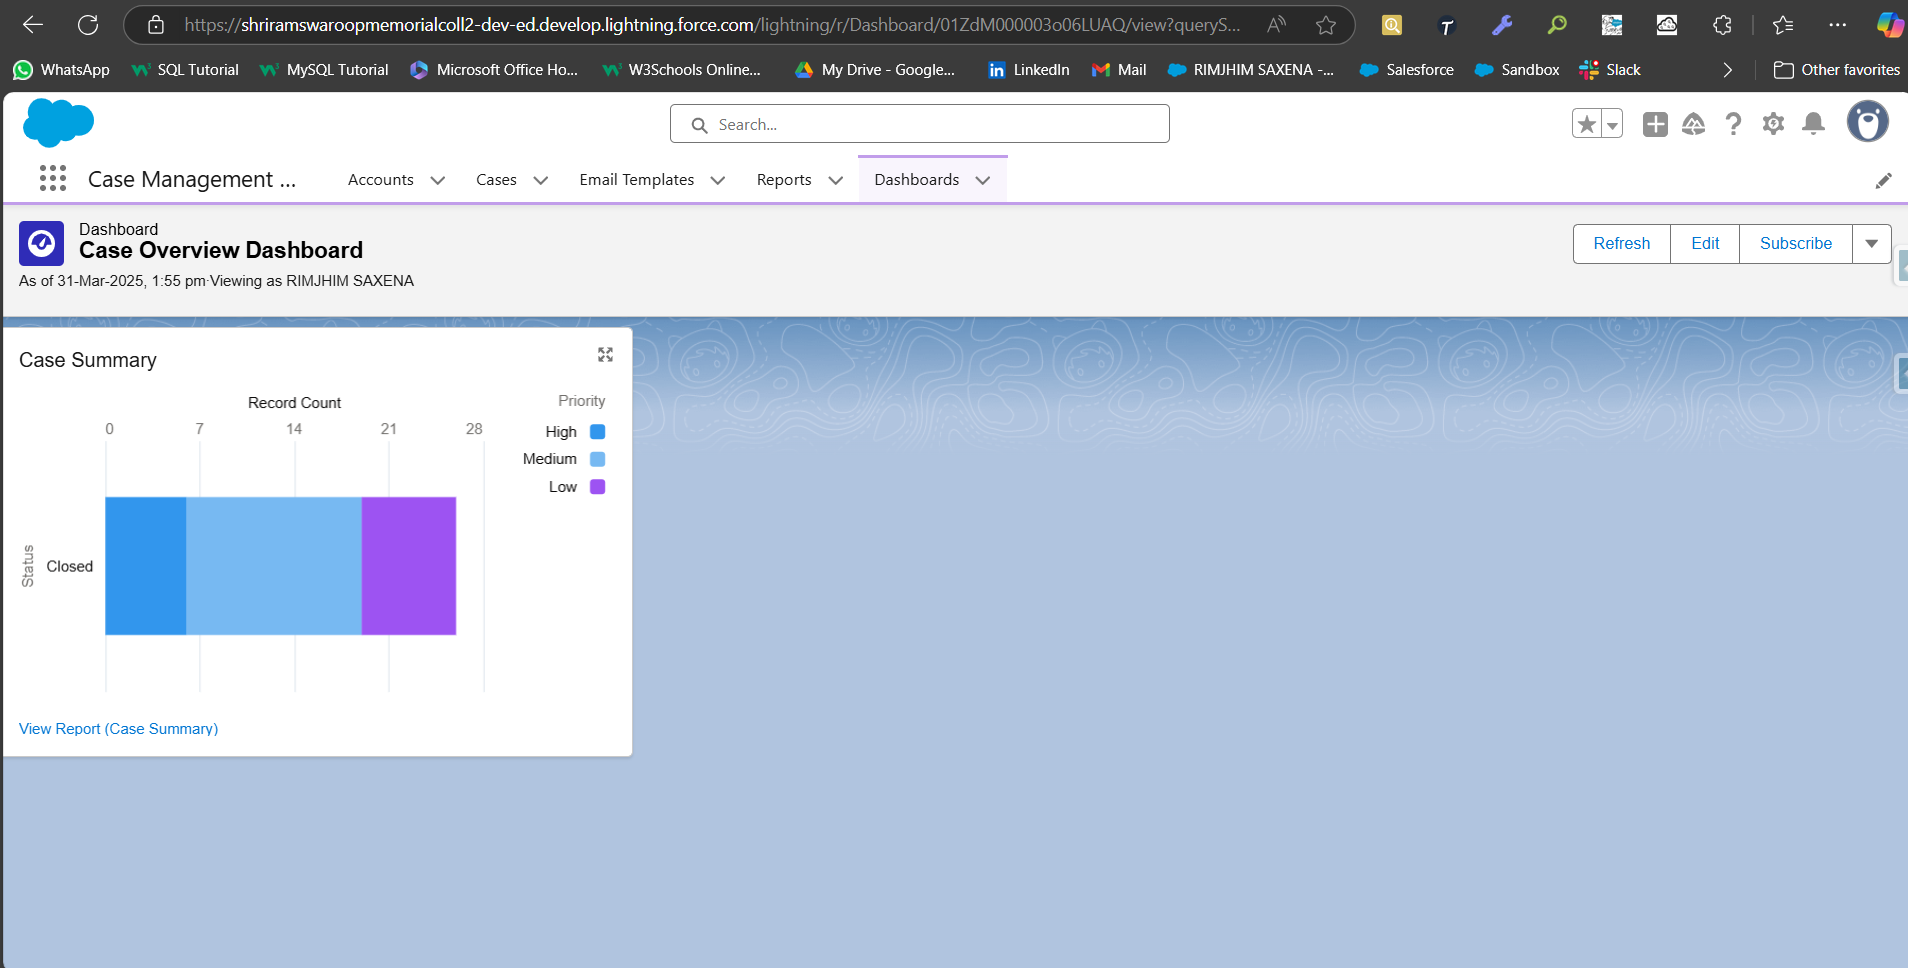 https://shriramswaroopmemorialcoll2-dev-ed.develop.lightning.force.com/lightning/r/Dashboard/01ZdM000003o06LUAQ/view?queryS...
WhatsApp SQL Tutorial MySQL Tutorial Microsoft Office Ho... W3Schools Online... My Drive - Google... LinkedIn Mail RIMJHIM SAXENA -... Salesforce Sandbox Slack Other favorites
Search...
Case Management ... Accounts Cases Email Templates Reports Dashboards
Dashboard
Case Overview Dashboard
As of 31-Mar-2025, 1:55 pm·Viewing as RIMJHIM SAXENA
Refresh Edit Subscribe
Case Summary
Record Count
0 7 14 21 28
Priority
High
Medium
Low
Status
Closed
View Report (Case Summary)